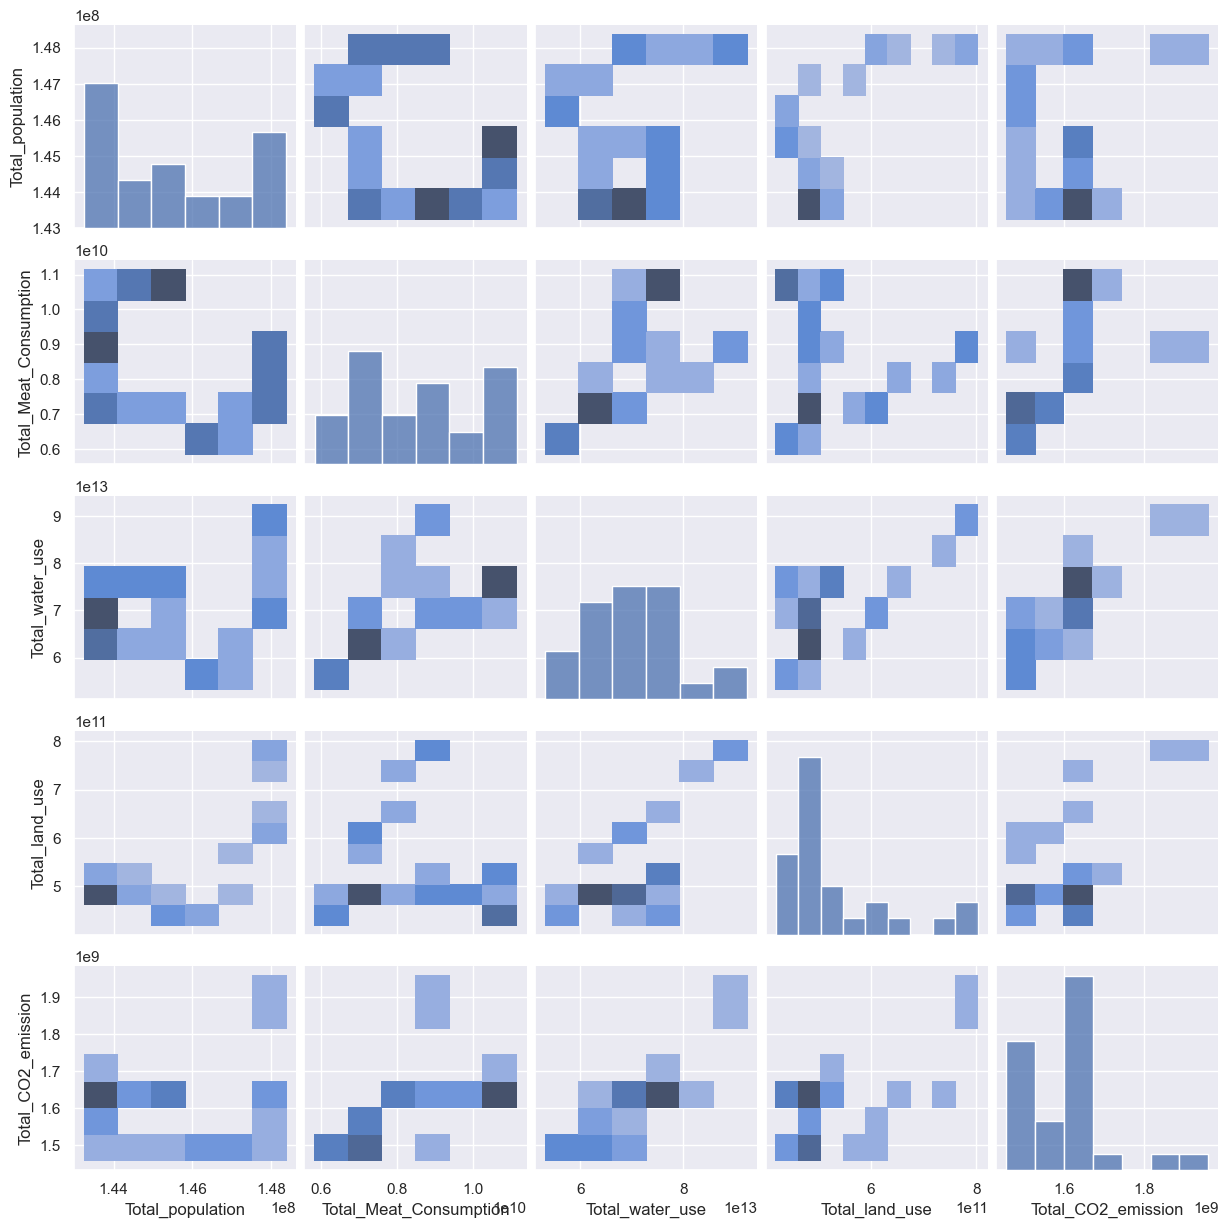 1e8
1.48
1.47
1.46
1.45
1.44
1.43
Total_population
1e10
1.1
1.0
0.9
0.8
0.7
0.6
Total_Meat_Consumption
1e13
9
8
7
6
Total_water_use
1e11
8
7
6
5
Total_land_use
1e9
1.9
1.8
1.7
1.6
1.5
Total_CO2_emission
1.44 1.46 1.48 0.6 0.8 1.0 6 8 6 8 1.6 1.8
Total_population 1e8 Total_Meat_Consumption 1e10 Total_water_use 1e13 Total_land_use 1e11 Total_CO2_emission 1e9